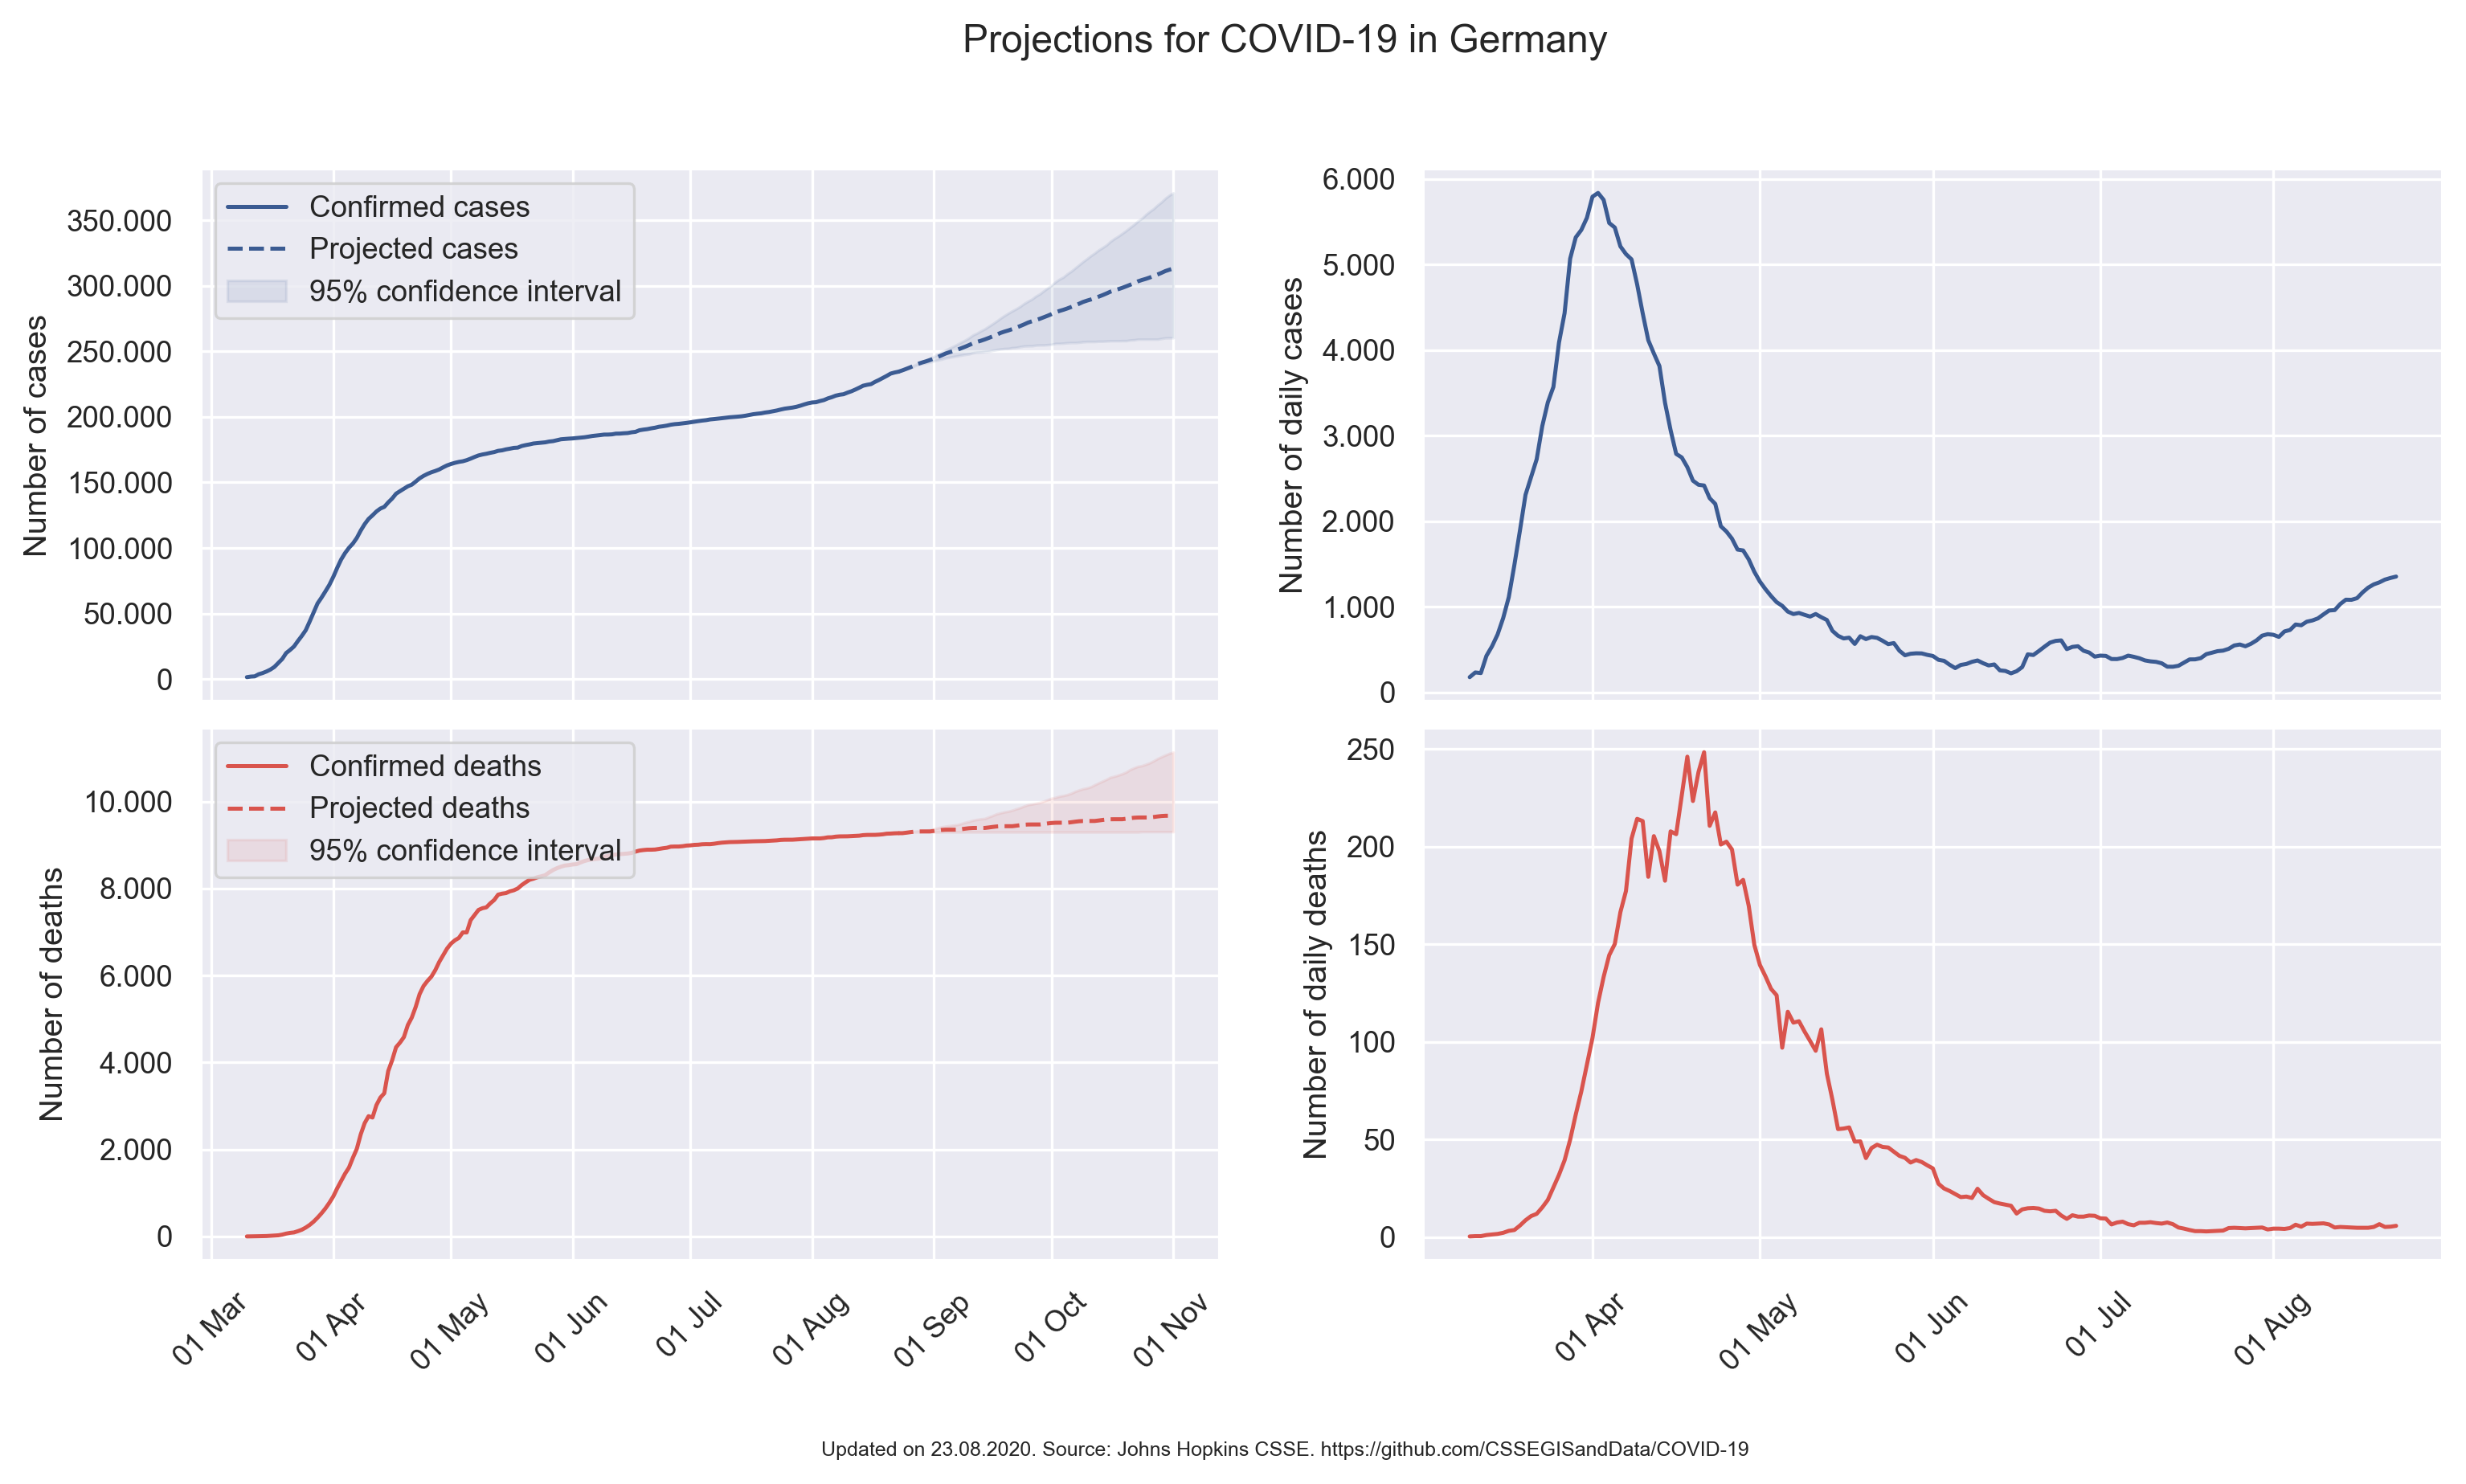 Projections for COVID-19 in Germany
Number of cases
350.000
300.000
250.000
200.000
150.000
100.000
50.000
0
Confirmed cases
Projected cases
95% confidence interval
Number of daily cases
6.000
5.000
4.000
3.000
2.000
1.000
0
Number of deaths
10.000
8.000
6.000
4.000
2.000
0
Confirmed deaths
Projected deaths
95% confidence interval
01 Mar
01 Apr
01 May
01 Jun
01 Jul
01 Aug
01 Sep
01 Oct
01 Nov
Number of daily deaths
250
200
150
100
50
0
01 Apr
01 May
01 Jun
01 Jul
01 Aug
Updated on 23.08.2020. Source: Johns Hopkins CSSE. https://github.com/CSSEGISandData/COVID-19